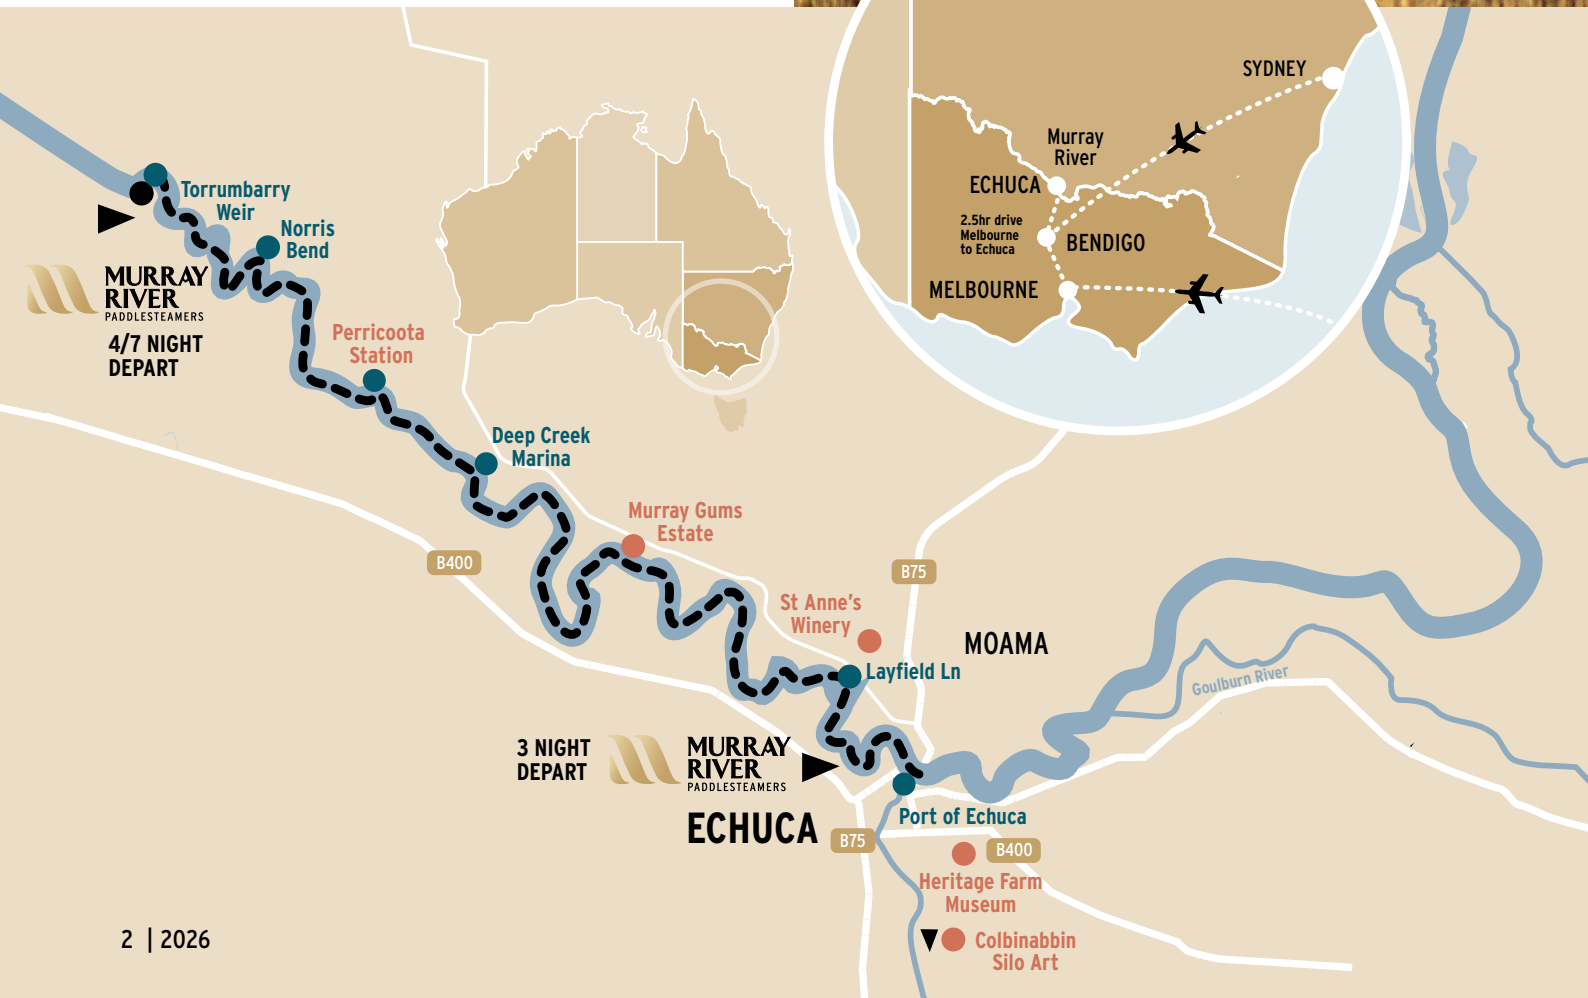 SYDNEY
Murray
River
ECHUCA
2.5hr drive
Melbourne
to Echuca
BENDIGO
MELBOURNE
Torrumbarry
Weir
Norris
Bend
MURRAY
RIVER
PADDLESTEAMERS
4/7 NIGHT
DEPART
Perricoota
Station
Deep Creek
Marina
Murray Gums
Estate
B400
B75
St Anne's
Winery
MOAMA
Layfield Ln
Goulburn River
3 NIGHT
DEPART
MURRAY
RIVER
PADDLESTEAMERS
ECHUCA
Port of Echuca
B75
B400
Heritage Farm
Museum
Colbinabbin
Silo Art
2 | 2026